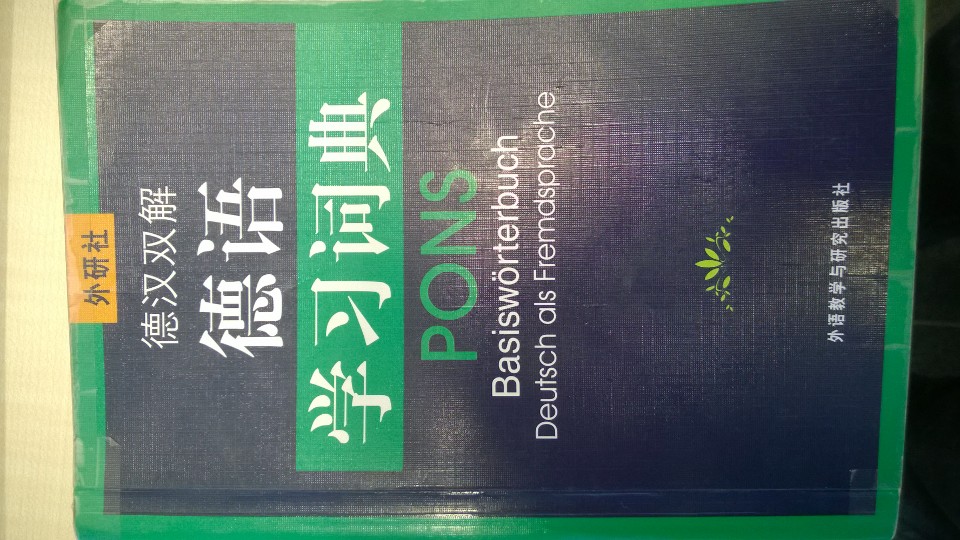 外研社
德汉双解
德语
学习词典
PONS
Basiswörterbuch
Deutsch als Fremdsprache
外语教学与研究出版社